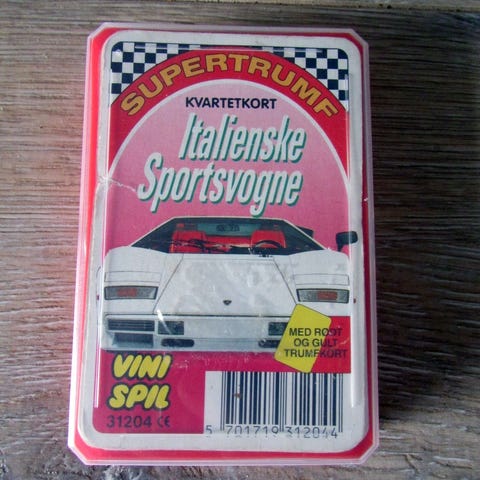 SUPERTRUMF
KVARTETKORT
Italienske
Sportsvogne
MED RØDT
OG GULT
TRUMFKORT
VINI
SPIL
31204 CE
5 701719 312044